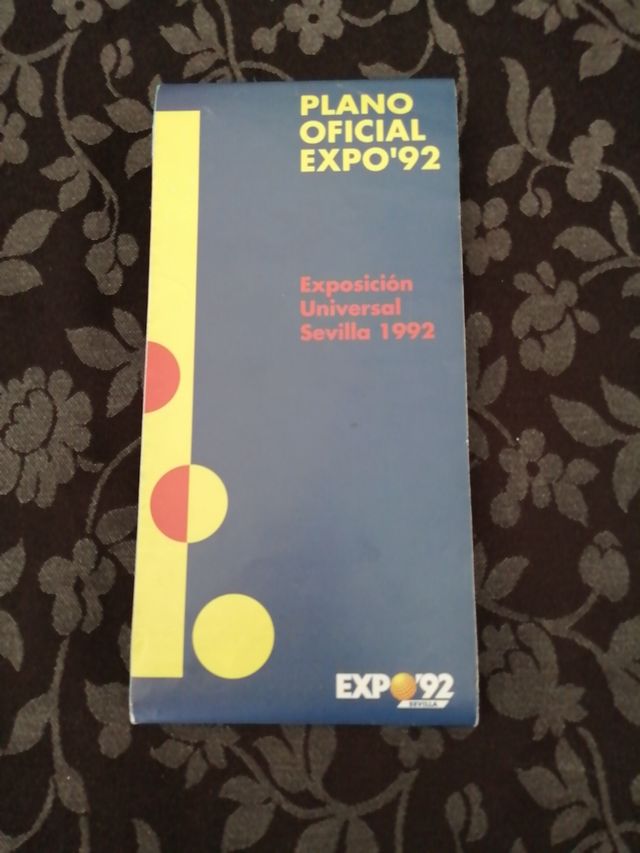 PLANO
OFICIAL
EXPO'92
Exposición
Universal
Sevilla 1992
EXPO'92
SEVILLA